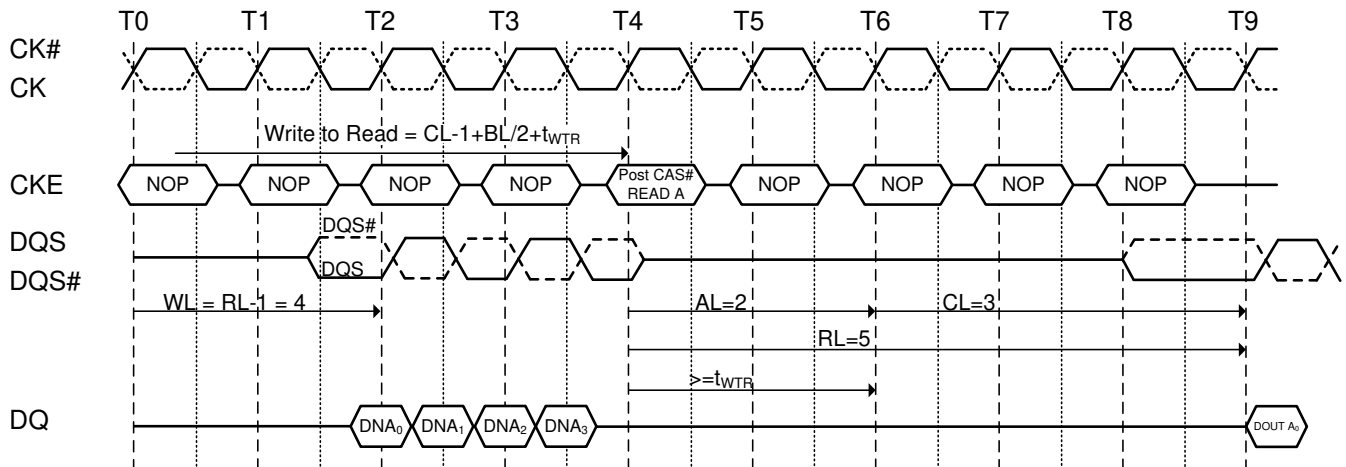 T0 T1 T2 T3 T4 T5 T6 T7 T8 T9
CK#
CK
Write to Read = CL-1+BL/2+tWTR
CKE NOP NOP NOP NOP Post CAS# READ A NOP NOP NOP NOP
DQS#
DQS
DQS
DQS#
WL = RL-1 = 4 AL=2 CL=3
RL=5
>=tWTR
DQ DNA0 DNA1 DNA2 DNA3 DOUT A0